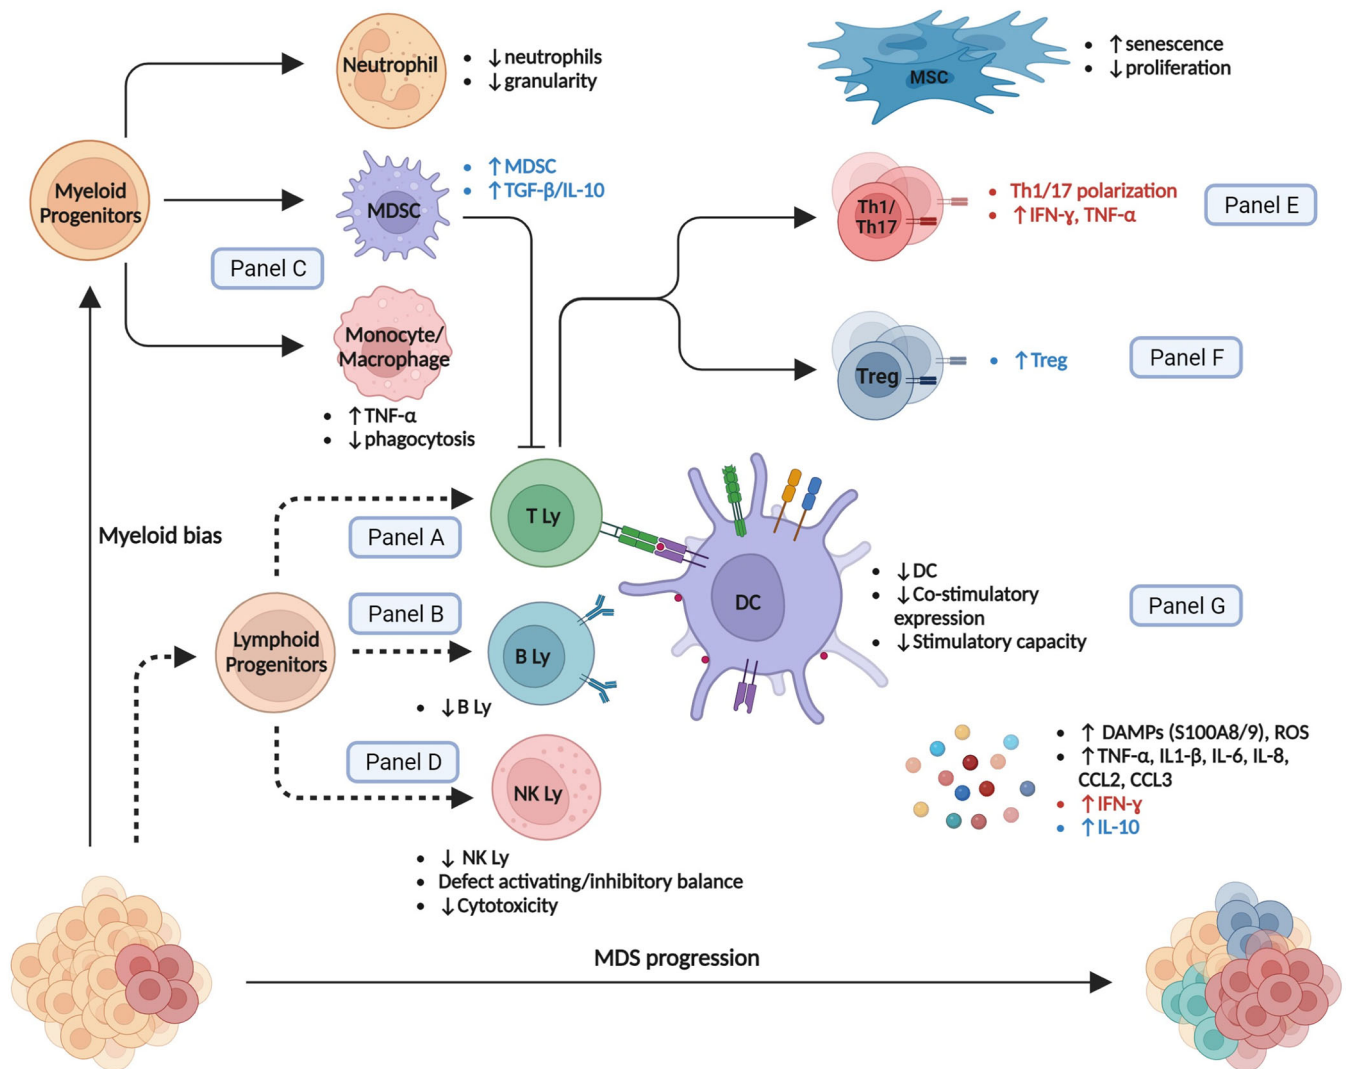 Neutrophil
• ↓neutrophils
• ↓granularity
MSC
• ↑senescence
• ↓proliferation
Myeloid
Progenitors
MDSC
• ↑MDSC
• ↑TGF-β/IL-10
Th1/
Th17
• Th1/17 polarization
• ↑IFN-γ, TNF-α
Panel E
Panel C
Monocyte/
Macrophage
• ↑TNF-α
• ↓phagocytosis
Treg
• ↑Treg
Panel F
Myeloid bias
Panel A
T Ly
Lymphoid
Progenitors
Panel B
B Ly
• ↓B Ly
DC
• ↓DC
• ↓Co-stimulatory
expression
• ↓Stimulatory capacity
Panel G
Panel D
NK Ly
• ↓ NK Ly
• Defect activating/inhibitory balance
• ↓Cytotoxicity
• ↑ DAMPs (S100A8/9), ROS
• ↑TNF-α, IL1-β, IL-6, IL-8,
CCL2, CCL3
• ↑IFN-γ
• ↑IL-10
MDS progression